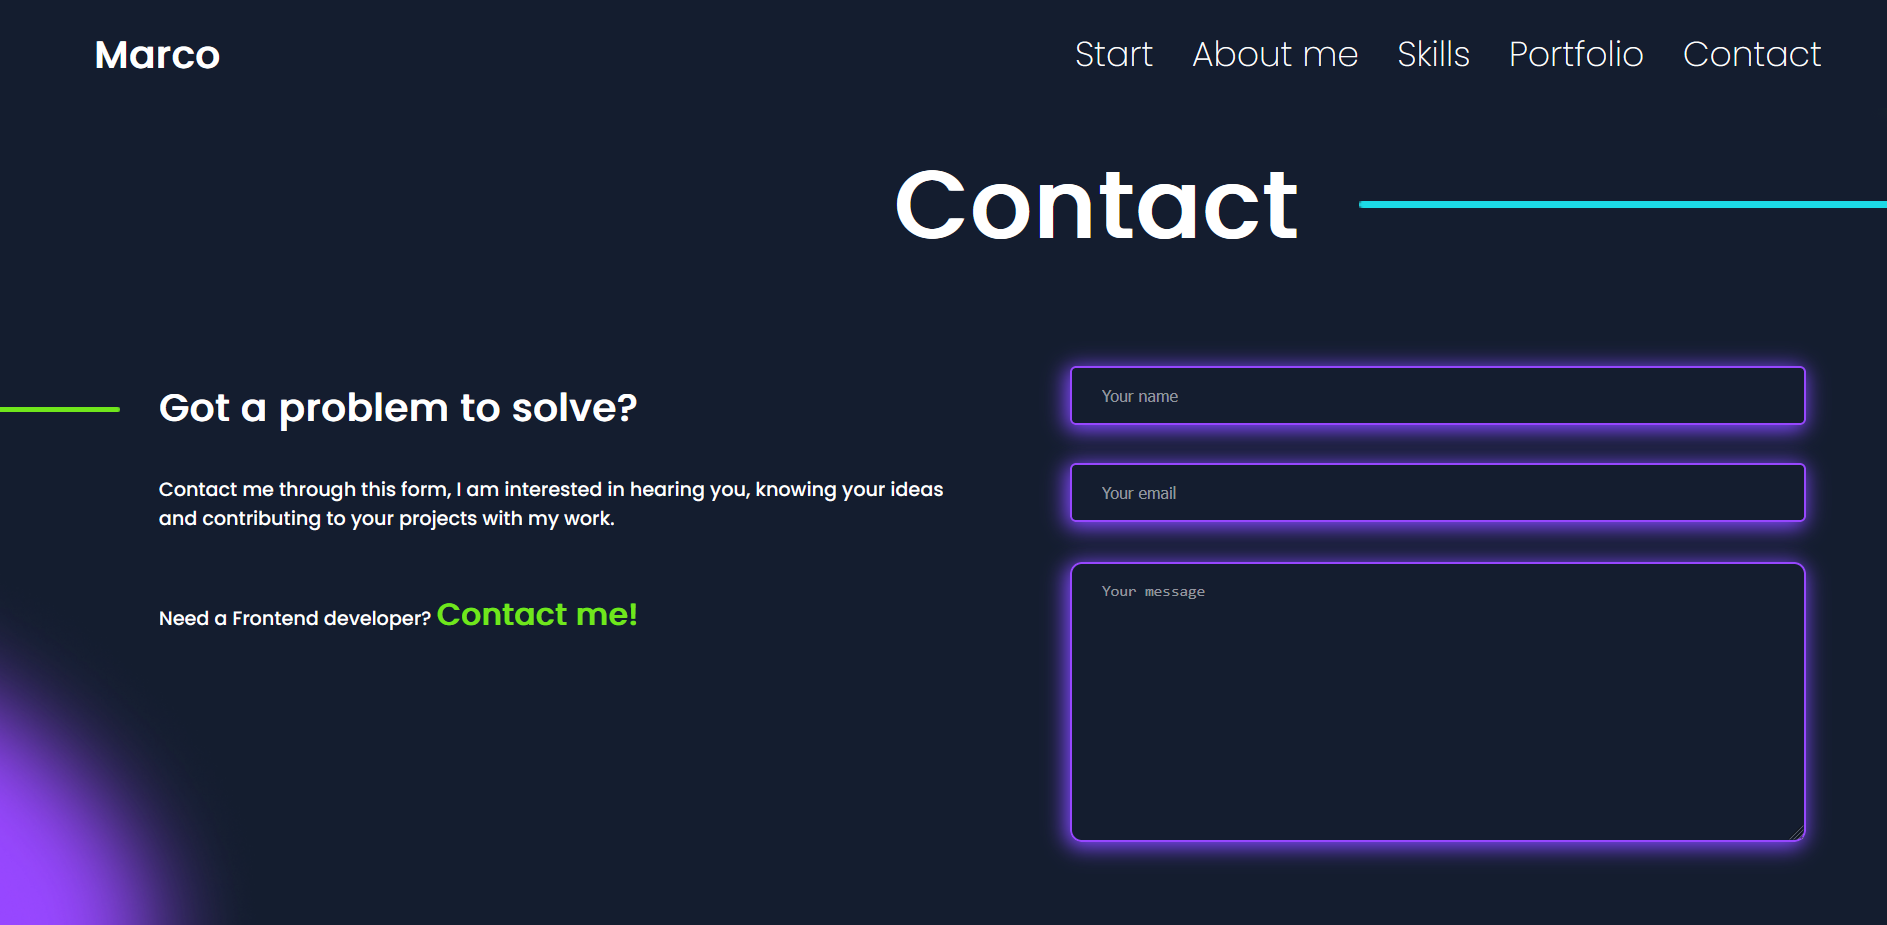 Marco
Start About me Skills Portfolio Contact
Contact
Got a problem to solve?
Contact me through this form, I am interested in hearing you, knowing your ideas
and contributing to your projects with my work.
Need a Frontend developer? Contact me!
Your name
Your email
Your message